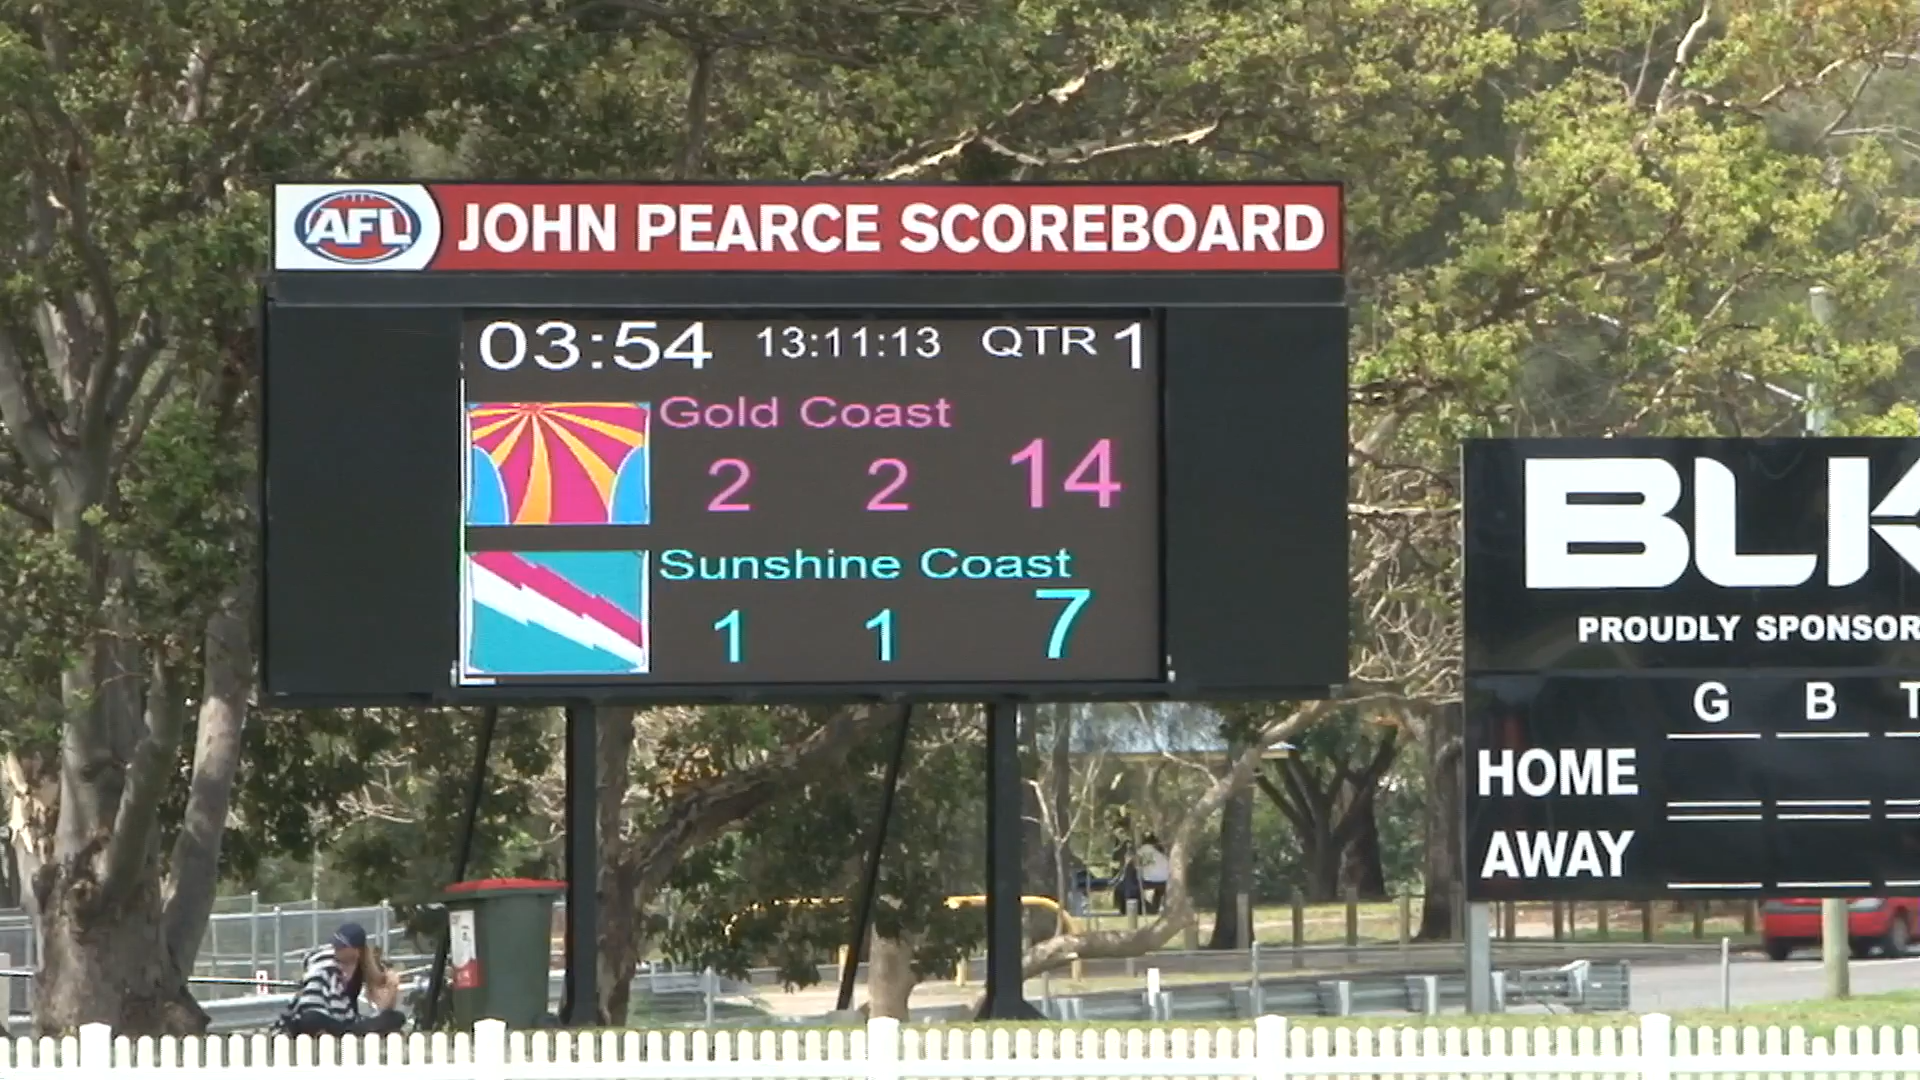 AFL JOHN PEARCE SCOREBOARD
03:54 13:11:13 QTR 1
Gold Coast
2 2 14
Sunshine Coast
1 1 7
BLK
PROUDLY SPONSOR
G B T
HOME
AWAY